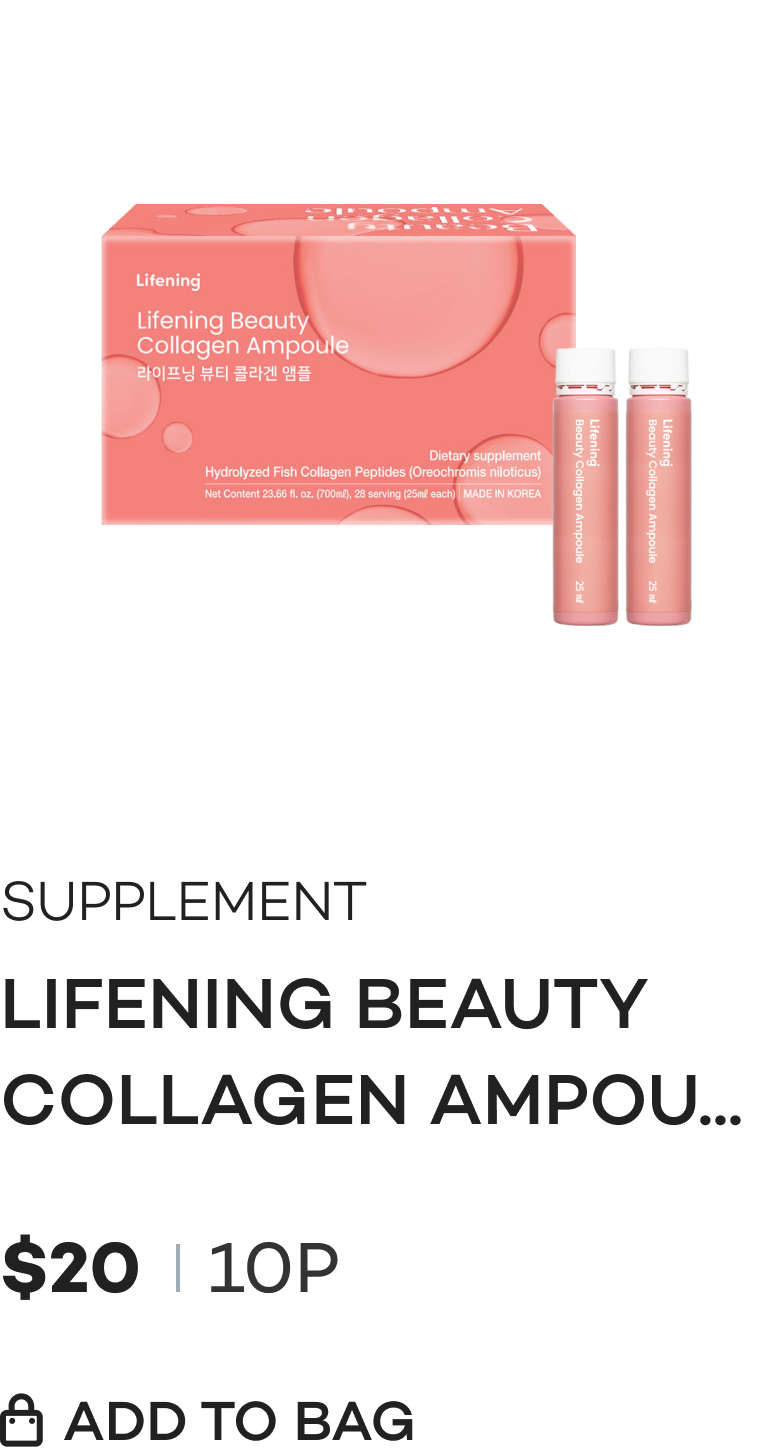 Beauty
Collagen
Ampoule
Lifening
Lifening Beauty
Collagen Ampoule
라이프닝 뷰티 콜라겐 앰플
Dietary supplement
Hydrolyzed Fish Collagen Peptides (Oreochromis niloticus)
Net Content 23.66 fl. oz. (700㎖), 28 serving (25㎖ each) | MADE IN KOREA
Lifening
Beauty Collagen Ampoule 25 ㎖
Lifening
Beauty Collagen Ampoule 25 ㎖
SUPPLEMENT
LIFENING BEAUTY
COLLAGEN AMPOU...
$20 | 10P
ADD TO BAG